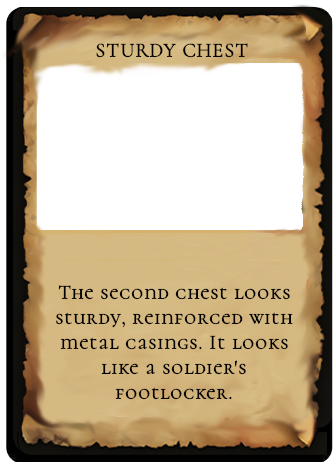 STURDY CHEST
The second chest looks
sturdy, reinforced with
metal casings. It looks
like a soldier's
footlocker.